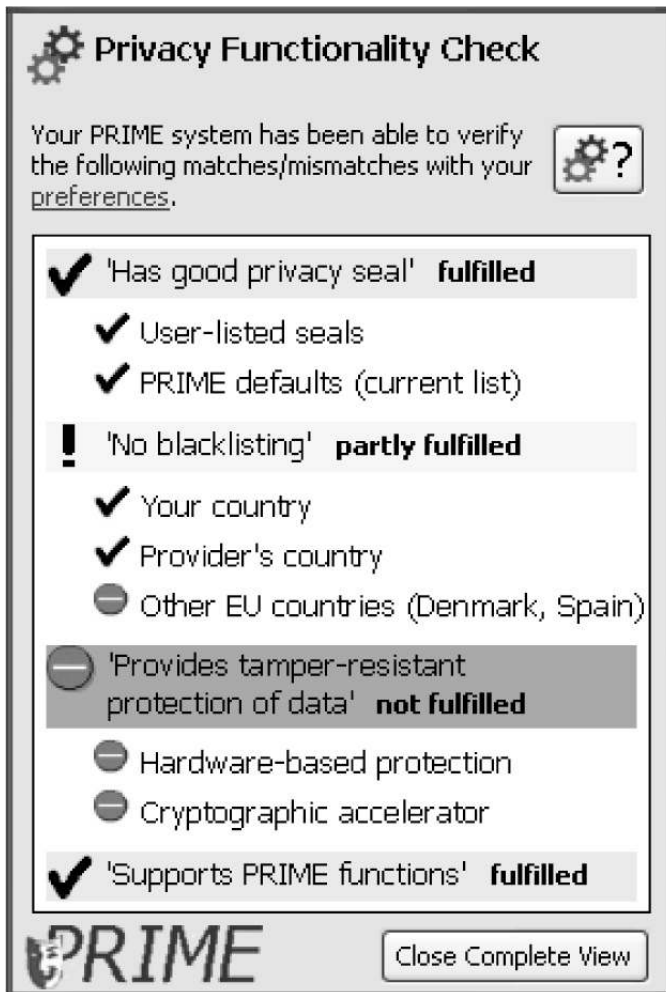 Privacy Functionality Check
Your PRIME system has been able to verify
the following matches/mismatches with your
preferences.
?
'Has good privacy seal' fulfilled
User-listed seals
PRIME defaults (current list)
'No blacklisting' partly fulfilled
Your country
Provider's country
Other EU countries (Denmark, Spain)
'Provides tamper-resistant
protection of data' not fulfilled
Hardware-based protection
Cryptographic accelerator
'Supports PRIME functions' fulfilled
PRIME
Close Complete View